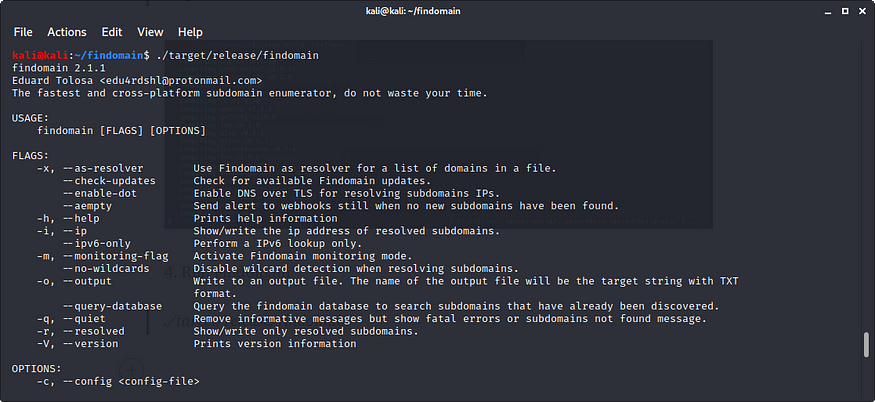 kali@kali: ~/findomain
File Actions Edit View Help
kali@kali:~/findomain$ ./target/release/findomain
findomain 2.1.1
Eduard Tolosa <edu4rdshl@protonmail.com>
The fastest and cross-platform subdomain enumerator, do not waste your time.
USAGE:
findomain [FLAGS] [OPTIONS]
FLAGS:
-x, --as-resolver Use Findomain as resolver for a list of domains in a file.
--check-updates Check for available Findomain updates.
--enable-dot Enable DNS over TLS for resolving subdomains IPs.
--aempty Send alert to webhooks still when no new subdomains have been found.
-h, --help Prints help information
-i, --ip Show/write the ip address of resolved subdomains.
--ipv6-only Perform a IPv6 lookup only.
-m, --monitoring-flag Activate Findomain monitoring mode.
--no-wildcards Disable wilcard detection when resolving subdomains.
-o, --output Write to an output file. The name of the output file will be the target string with TXT
format.
--query-database Query the findomain database to search subdomains that have already been discovered.
-q, --quiet Remove informative messages but show fatal errors or subdomains not found message.
-r, --resolved Show/write only resolved subdomains.
-V, --version Prints version information
OPTIONS:
-c, --config <config-file>